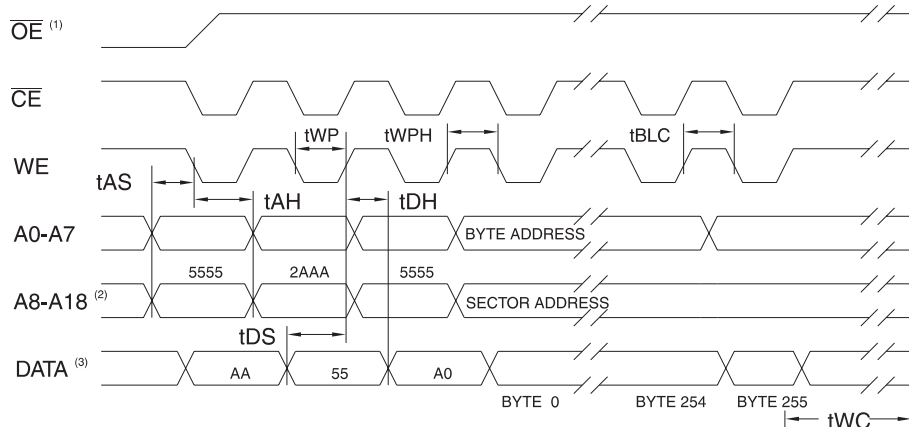 OE (1)
CE
tWP tWPH tBLC
WE
tAS
tAH tDH
A0-A7 BYTE ADDRESS
5555 2AAA 5555
A8-A18 (2) SECTOR ADDRESS
tDS
DATA (3) AA 55 A0
BYTE 0 BYTE 254 BYTE 255
tWC